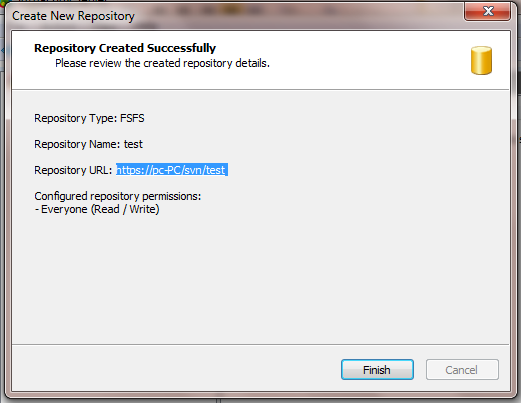 Create New Repository
Repository Created Successfully
Please review the created repository details.
Repository Type: FSFS
Repository Name: test
Repository URL: https://pc-PC/svn/test
Configured repository permissions:
- Everyone (Read / Write)
Finish
Cancel